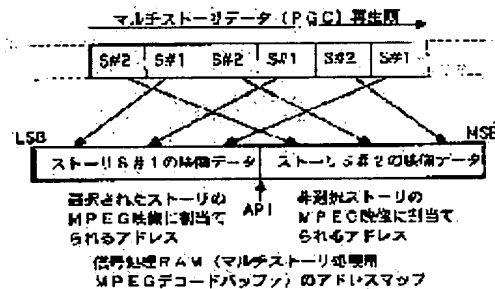 マルチストーリデータ(PGC)再生順
S#2 S#1 S#2 S#1 S#2 S#1
LSB MSB
ストーリS#1の映像データ ストーリS#2の映像データ
選択されたストーリの
MPEG映像に割当て
られるアドレス
API
非選択ストーリの
MPEG映像に割当て
られるアドレス
信号処理RAM(マルチストーリ処理用
MPEGデコードバッファ)のアドレスマップ